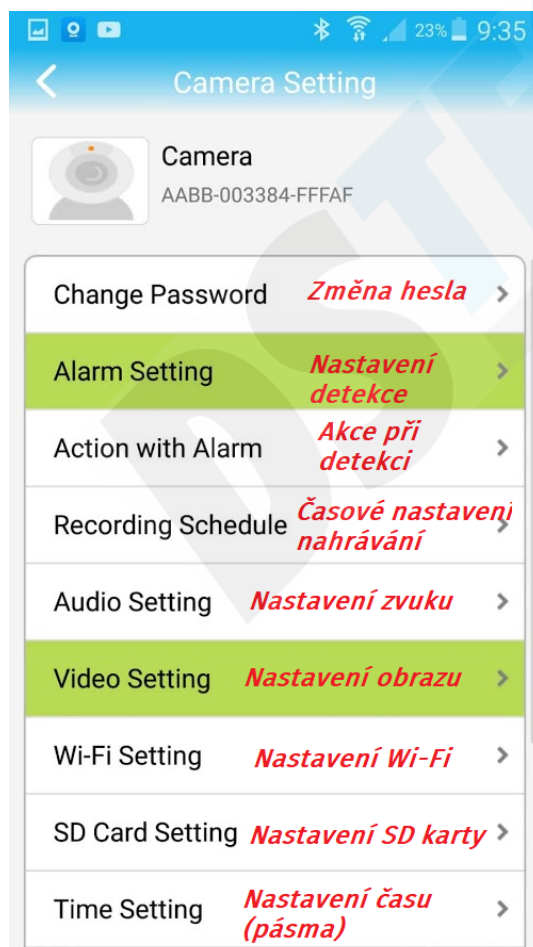 23% 9:35
Camera Setting
Camera
AABB-003384-FFFAF
Change Password Změna hesla
Alarm Setting Nastavení
detekce
Action with Alarm Akce při
detekci
Recording Schedule Časové nastavení
nahrávání
Audio Setting Nastavení zvuku
Video Setting Nastavení obrazu
Wi-Fi Setting Nastavení Wi-Fi
SD Card Setting Nastavení SD karty
Time Setting Nastavení času
(pásma)